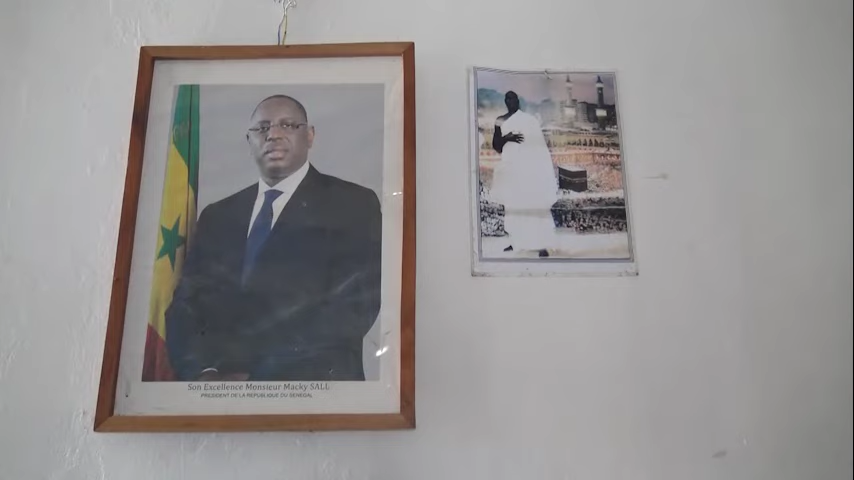 Son Excellence Monsieur Macky SALL
PRESIDENT DE LA REPUBLIQUE DU SENEGAL